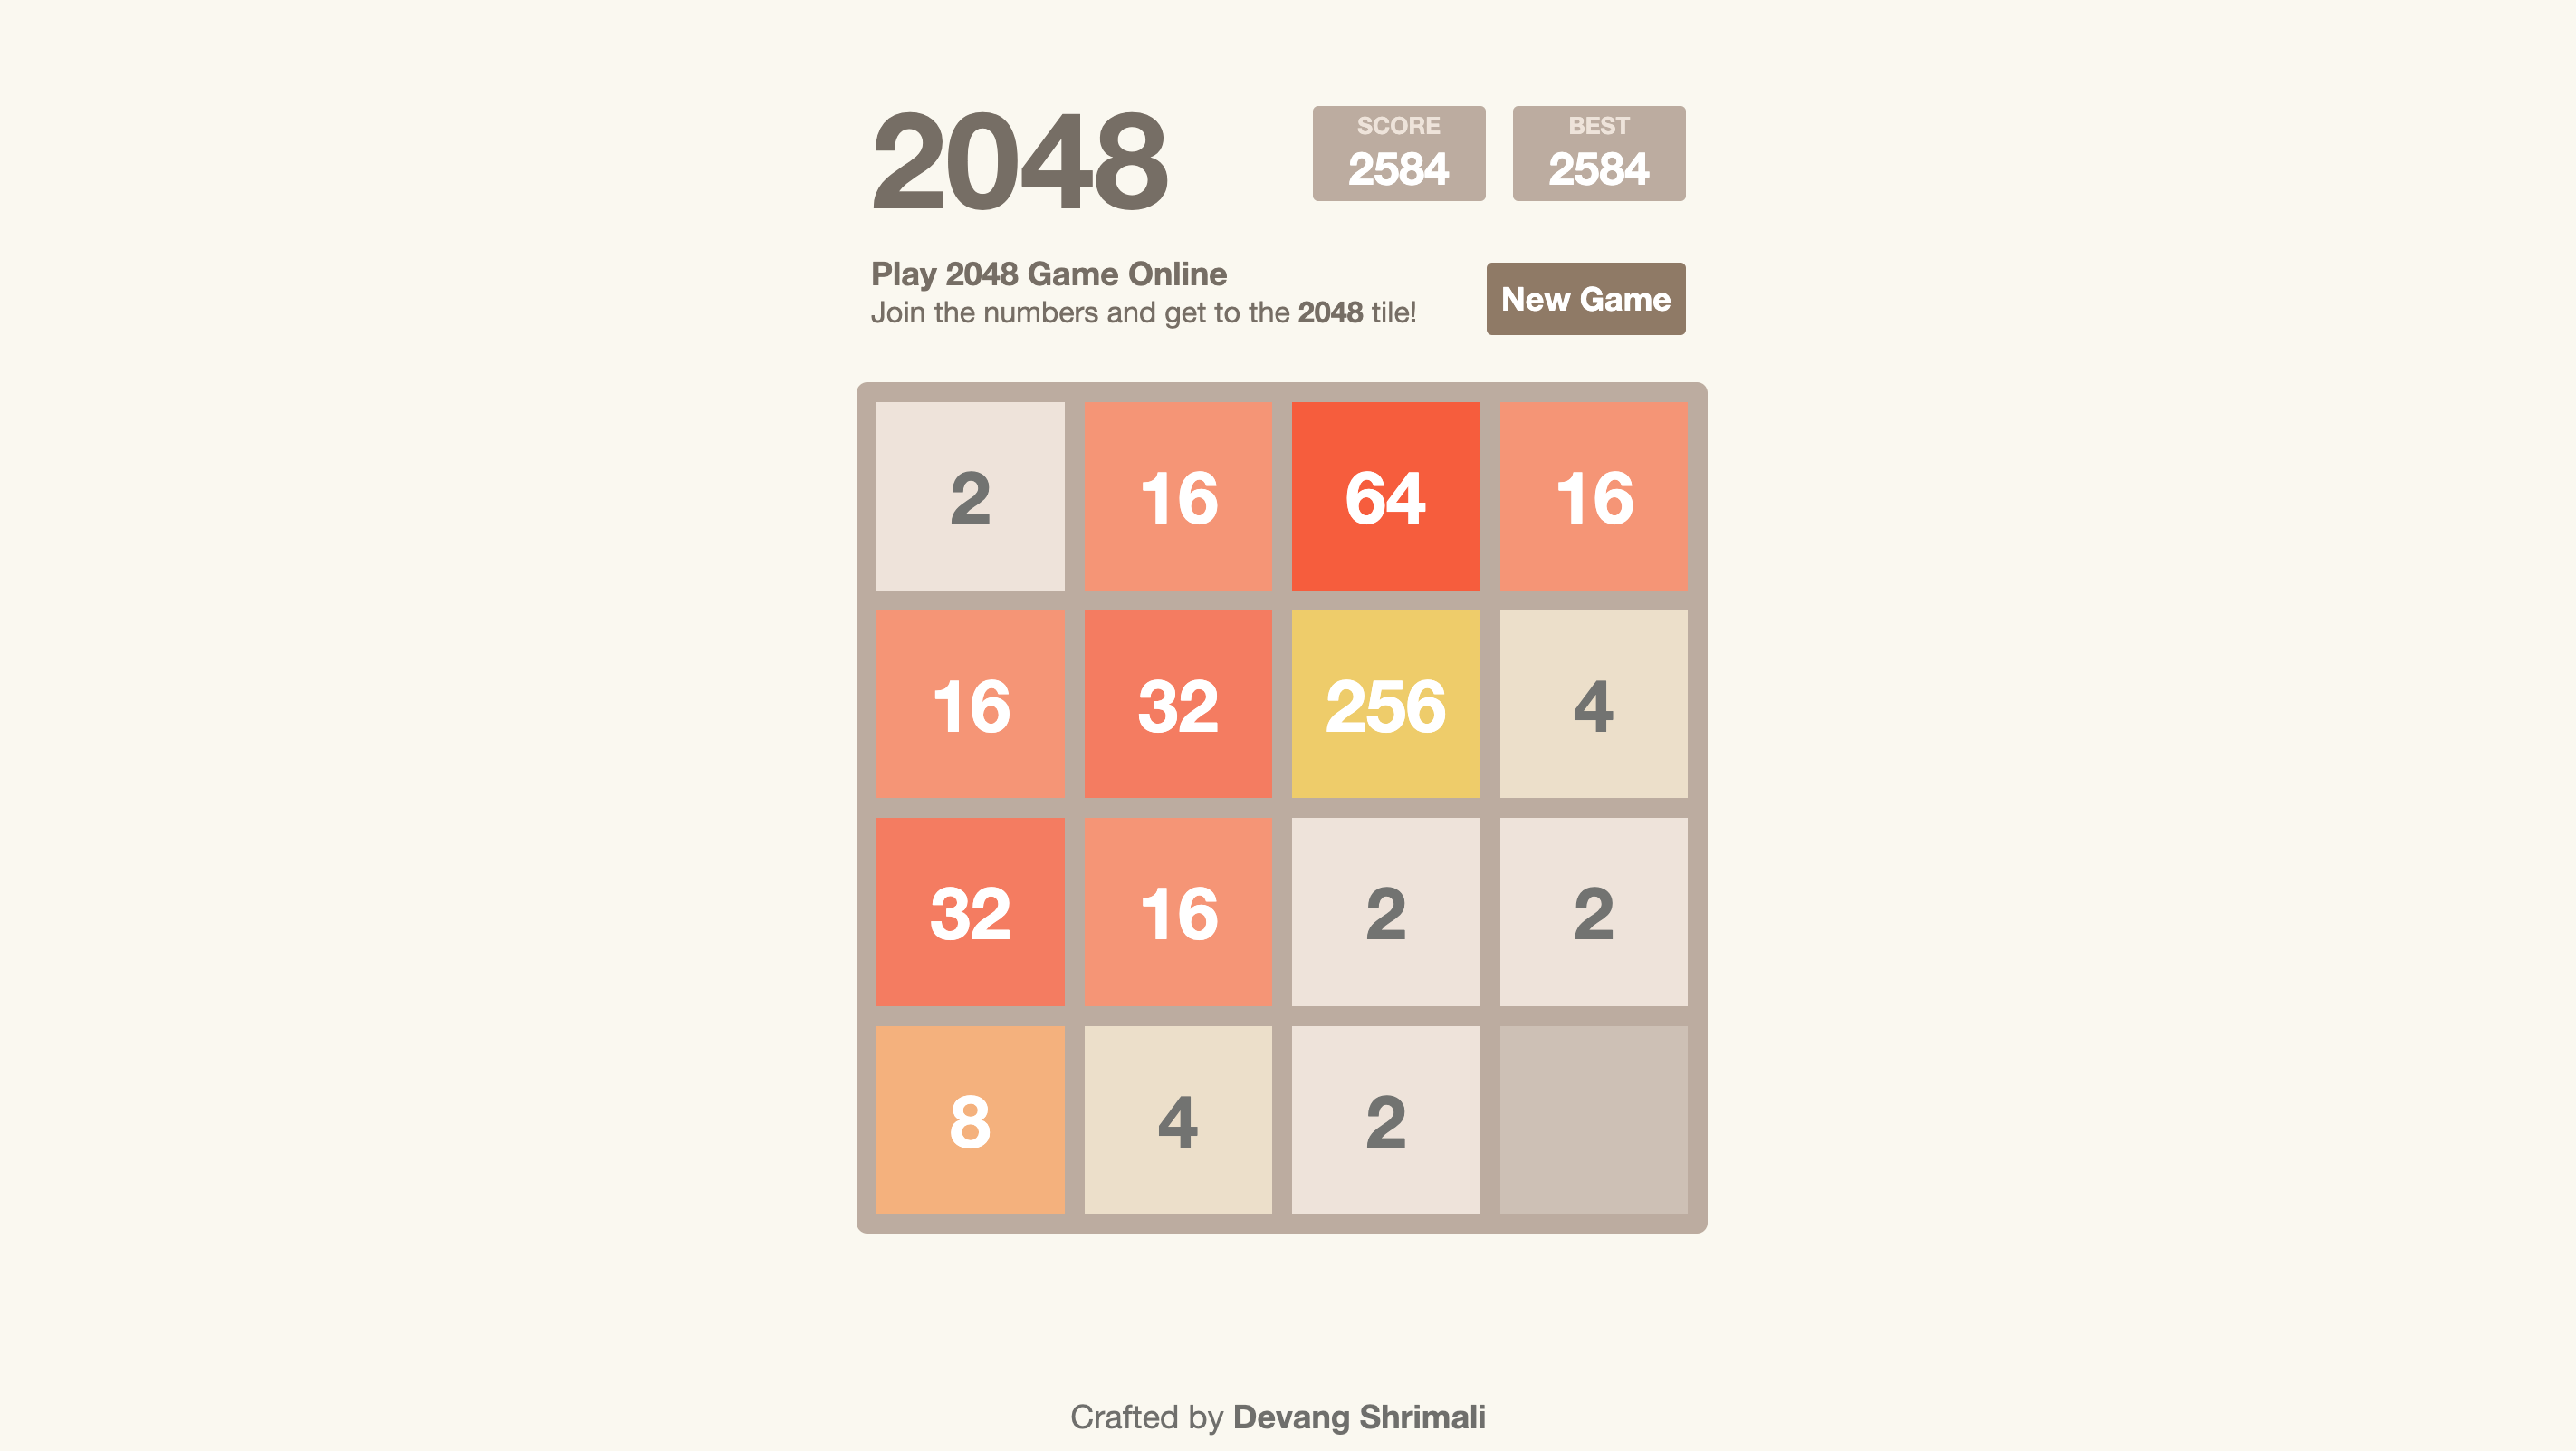 2048
SCORE
2584
BEST
2584
Play 2048 Game Online
Join the numbers and get to the 2048 tile!
New Game
2 16 64 16
16 32 256 4
32 16 2 2
8 4 2
Crafted by Devang Shrimali